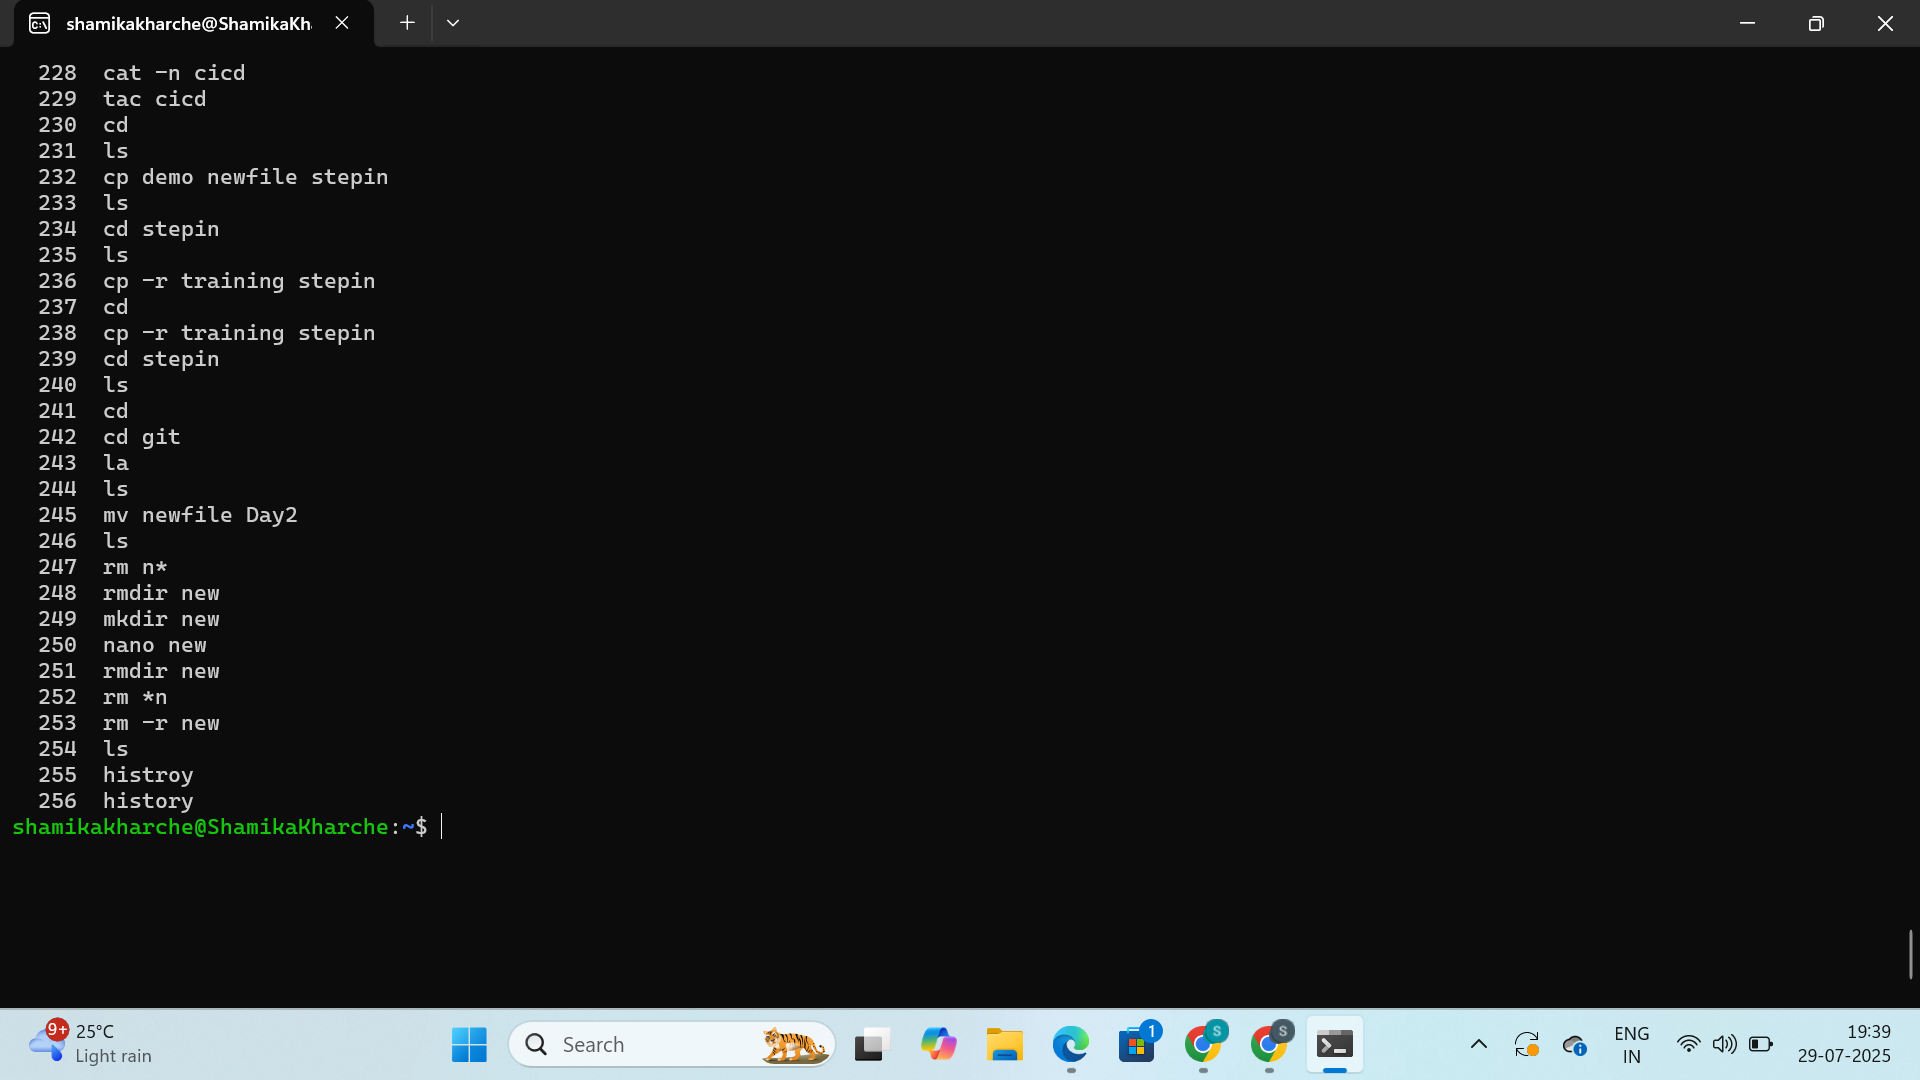 shamikakharche@ShamikaKh
228 cat -n cicd
229 tac cicd
230 cd
231 ls
232 cp demo newfile stepin
233 ls
234 cd stepin
235 ls
236 cp -r training stepin
237 cd
238 cp -r training stepin
239 cd stepin
240 ls
241 cd
242 cd git
243 la
244 ls
245 mv newfile Day2
246 ls
247 rm n*
248 rmdir new
249 mkdir new
250 nano new
251 rmdir new
252 rm *n
253 rm -r new
254 ls
255 histroy
256 history
shamikakharche@ShamikaKharche:~$
9+
25°C
Light rain
Search
1
S
S
ENG
IN
19:39
29-07-2025